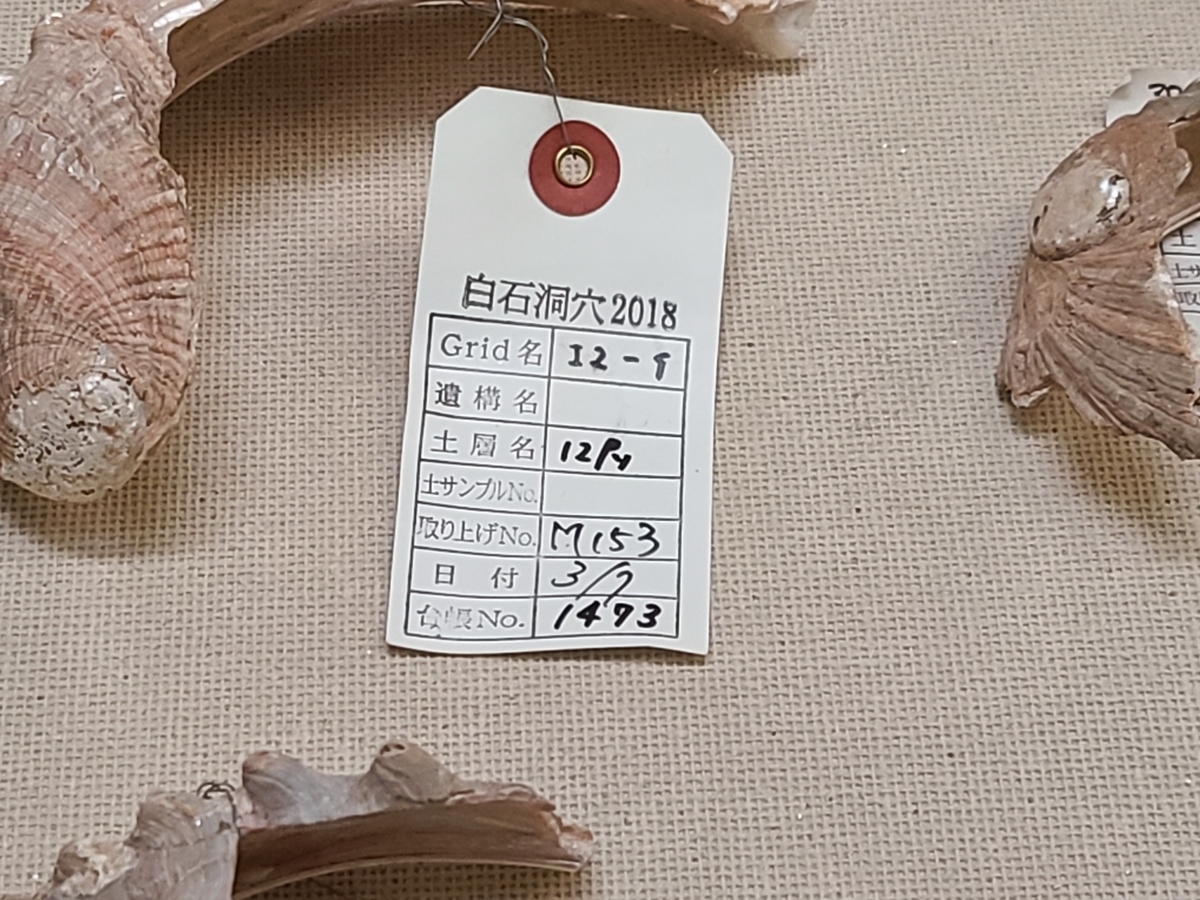 白石洞穴2018
Grid名 I2-9
遺構名
土層名 12Py
土サンプルNo.
取り上げNo. M153
日付 3/7
台帳No. 1473